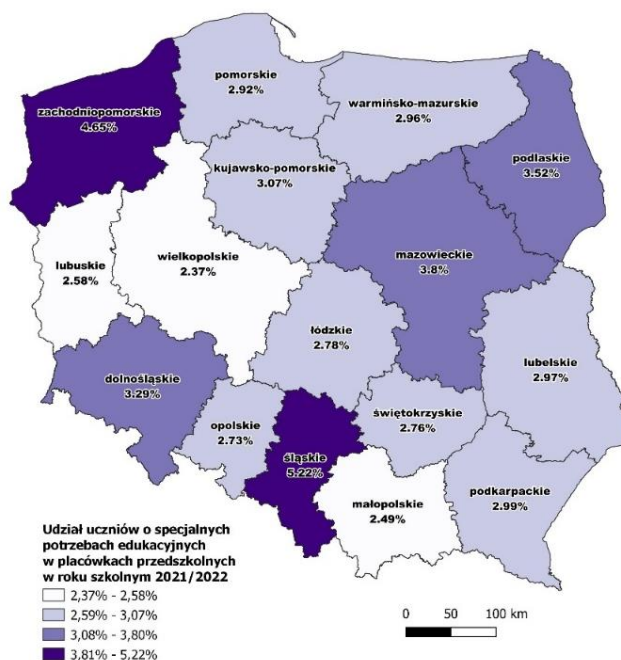 pomorskie
2.92%
zachodniopomorskie
4.65%
warmińsko-mazurskie
2.96%
podlaskie
3.52%
kujawsko-pomorskie
3.07%
mazowieckie
3.8%
wielkopolskie
2.37%
lubuskie
2.58%
łódzkie
2.78%
lubelskie
2.97%
dolnośląskie
3.29%
opolskie
2.73%
świętokrzyskie
2.76%
śląskie
5.22%
małopolskie
2.49%
podkarpackie
2.99%
Udział uczniów o specjalnych
potrzebach edukacyjnych
w placówkach przedszkolnych
w roku szkolnym 2021/2022
2,37% - 2,58%
2,59% - 3,07%
3,08% - 3,80%
3.81% - 5,22%
0 50 100 km